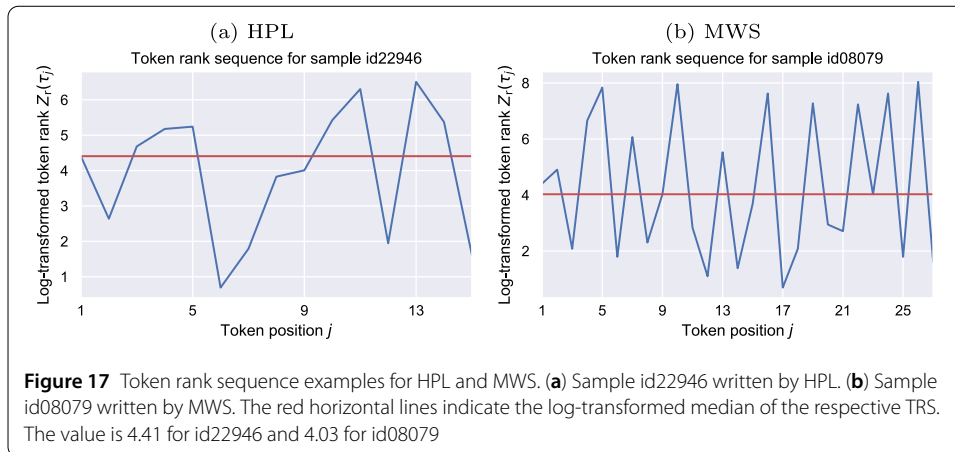 (a) HPL
Token rank sequence for sample id22946
Log-transformed token rank Z_r(τ_j)
6
5
4
3
2
1
1 5 9 13
Token position j
(b) MWS
Token rank sequence for sample id08079
Log-transformed token rank Z_r(τ_j)
8
6
4
2
1 5 9 13 17 21 25
Token position j
Figure 17 Token rank sequence examples for HPL and MWS. (a) Sample id22946 written by HPL. (b) Sample
id08079 written by MWS. The red horizontal lines indicate the log-transformed median of the respective TRS.
The value is 4.41 for id22946 and 4.03 for id08079